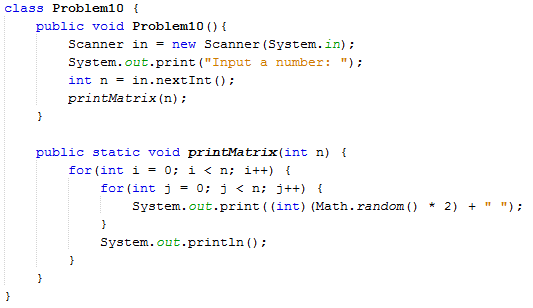 class Problem10 {
    public void Problem10(){
        Scanner in = new Scanner(System.in);
        System.out.print("Input a number: ");
        int n = in.nextInt();
        printMatrix(n);
    }

    public static void printMatrix(int n) {
        for(int i = 0; i < n; i++) {
            for(int j = 0; j < n; j++) {
                System.out.print((int)(Math.random() * 2) + " ");
            }
            System.out.println();
        }
    }
}